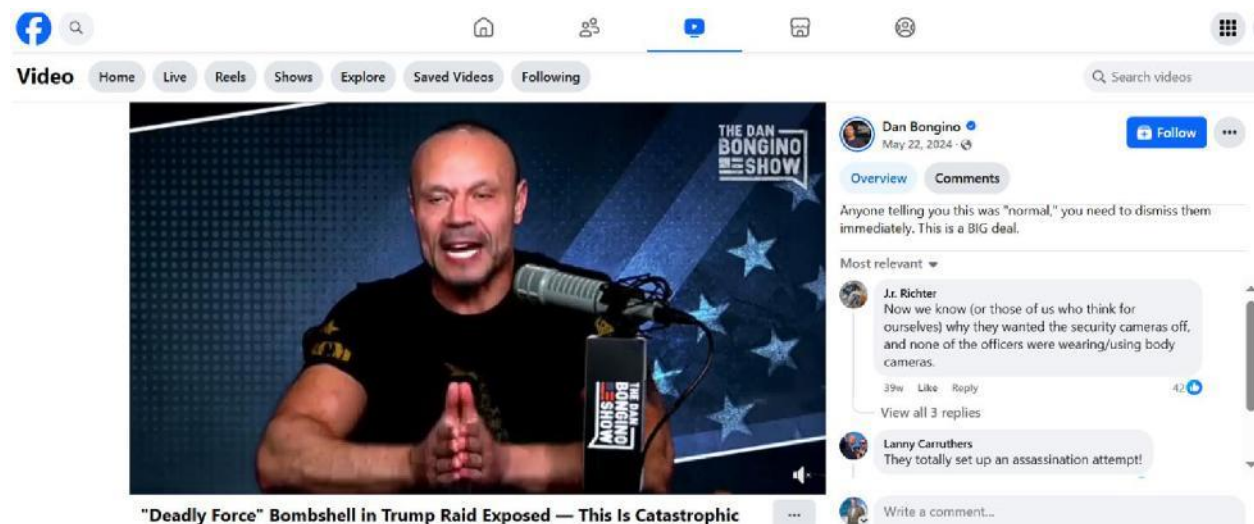 Video
Home
Live
Reels
Shows
Explore
Saved Videos
Following
Search videos
THE DAN
BONGINO
SHOW
THE DAN
BONGINO
SHOW
"Deadly Force" Bombshell in Trump Raid Exposed — This Is Catastrophic
Dan Bongino
May 22, 2024 ·
Follow
Overview
Comments
Anyone telling you this was "normal," you need to dismiss them
immediately. This is a BIG deal.
Most relevant
J.r. Richter
Now we know (or those of us who think for
ourselves) why they wanted the security cameras off,
and none of the officers were wearing/using body
cameras.
39w Like Reply 42
View all 3 replies
Lanny Carruthers
They totally set up an assassination attempt!
Write a comment...